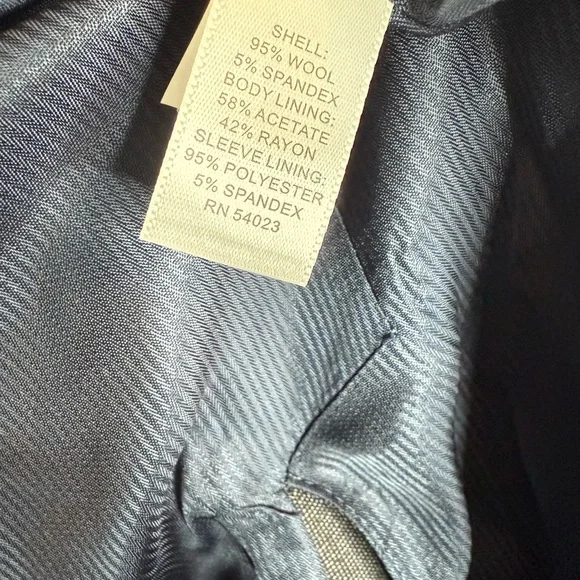 SHELL:
95% WOOL
5% SPANDEX
BODY LINING:
58% ACETATE
42% RAYON
SLEEVE LINING:
95% POLYESTER
5% SPANDEX
RN 54023